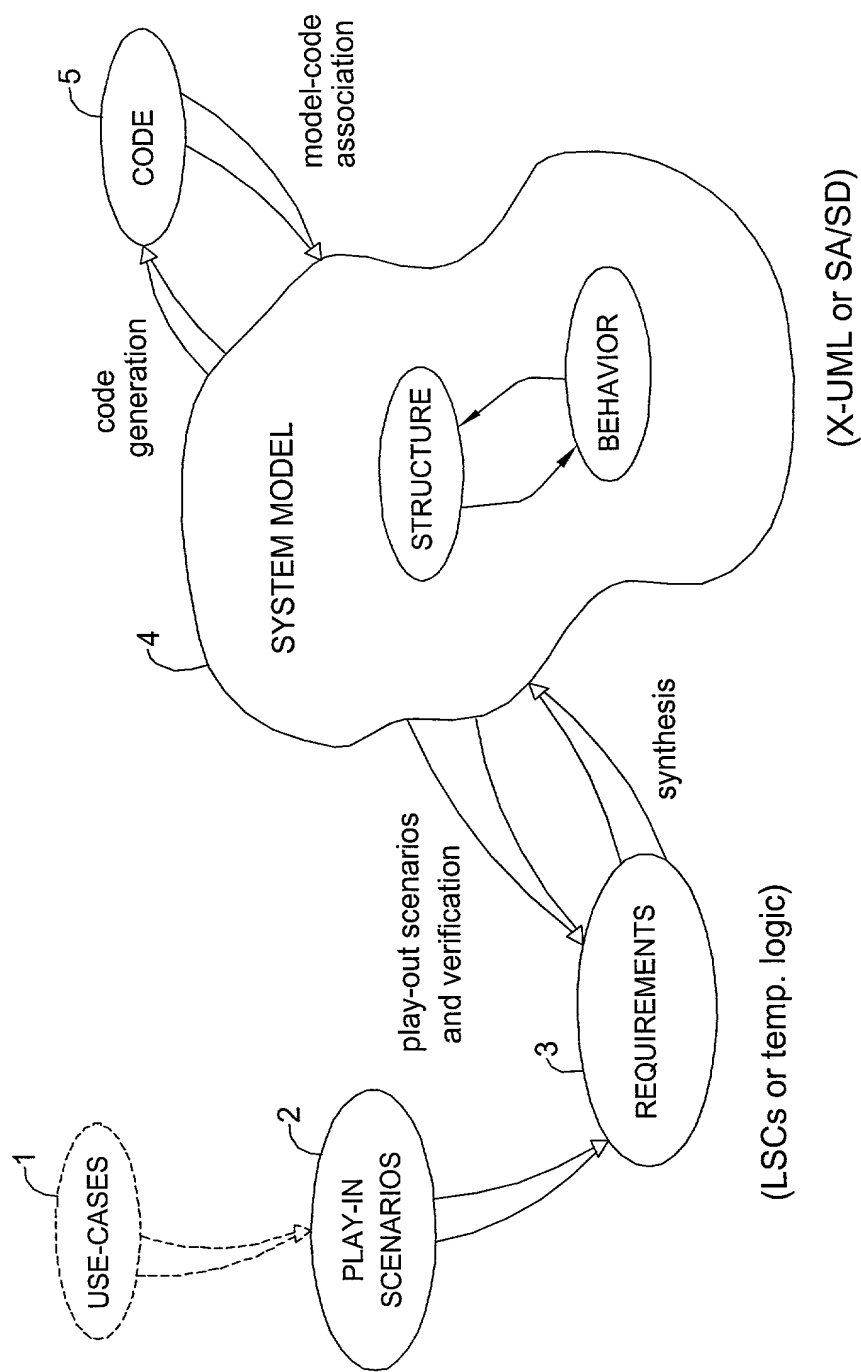 1
USE-CASES
2
PLAY-IN
SCENARIOS
3
REQUIREMENTS
(LSCs or temp. logic)
play-out scenarios
and verification
synthesis
4
SYSTEM MODEL
STRUCTURE
BEHAVIOR
(X-UML or SA/SD)
code
generation
5
CODE
model-code
association